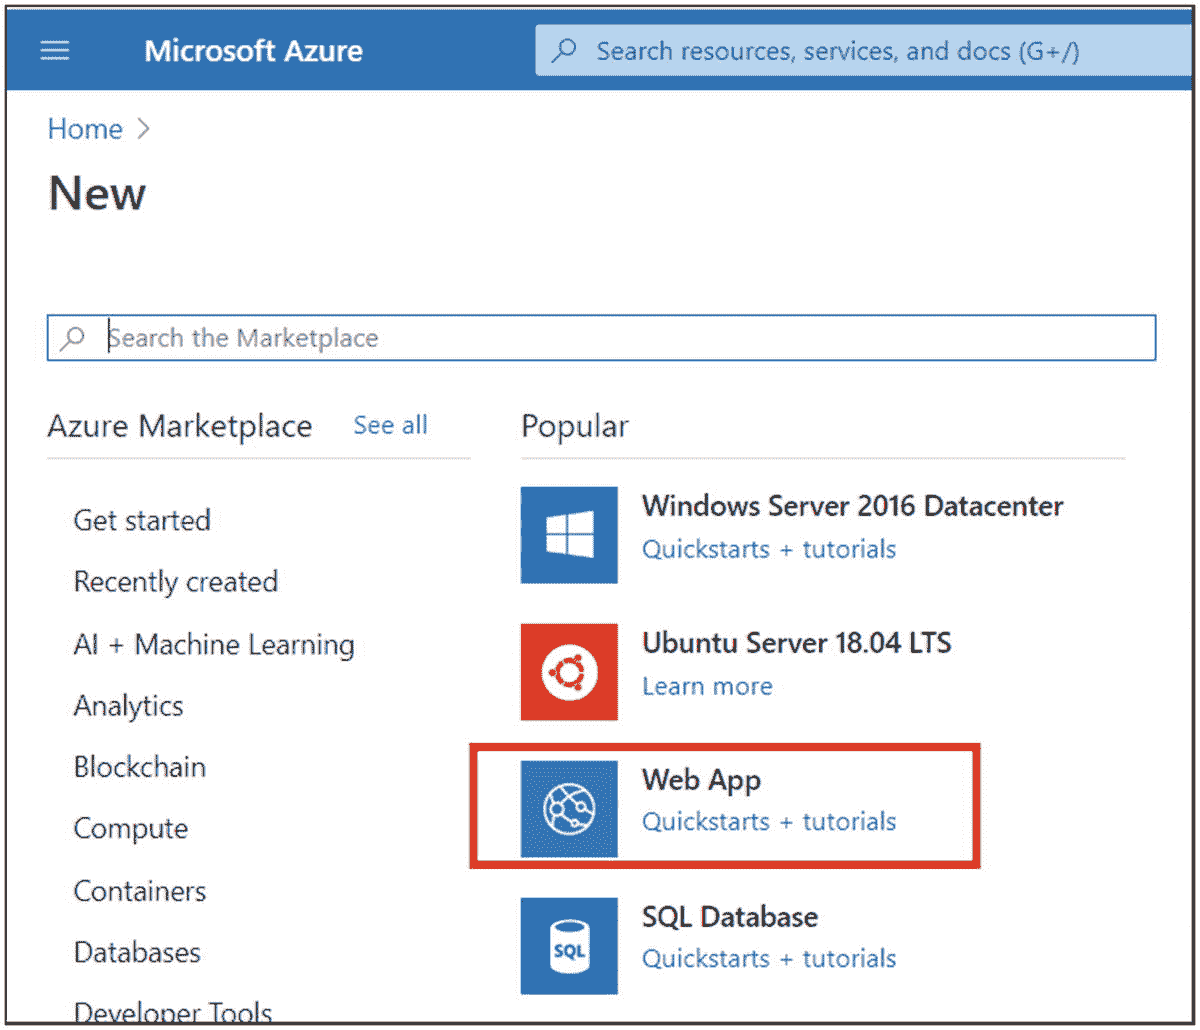 Microsoft Azure
Search resources, services, and docs (G+/)
Home
New
Search the Marketplace
Azure Marketplace
See all
Popular
Get started
Recently created
AI + Machine Learning
Analytics
Blockchain
Compute
Containers
Databases
Developer Tools
Windows Server 2016 Datacenter
Quickstarts + tutorials
Ubuntu Server 18.04 LTS
Learn more
Web App
Quickstarts + tutorials
SQL
SQL Database
Quickstarts + tutorials